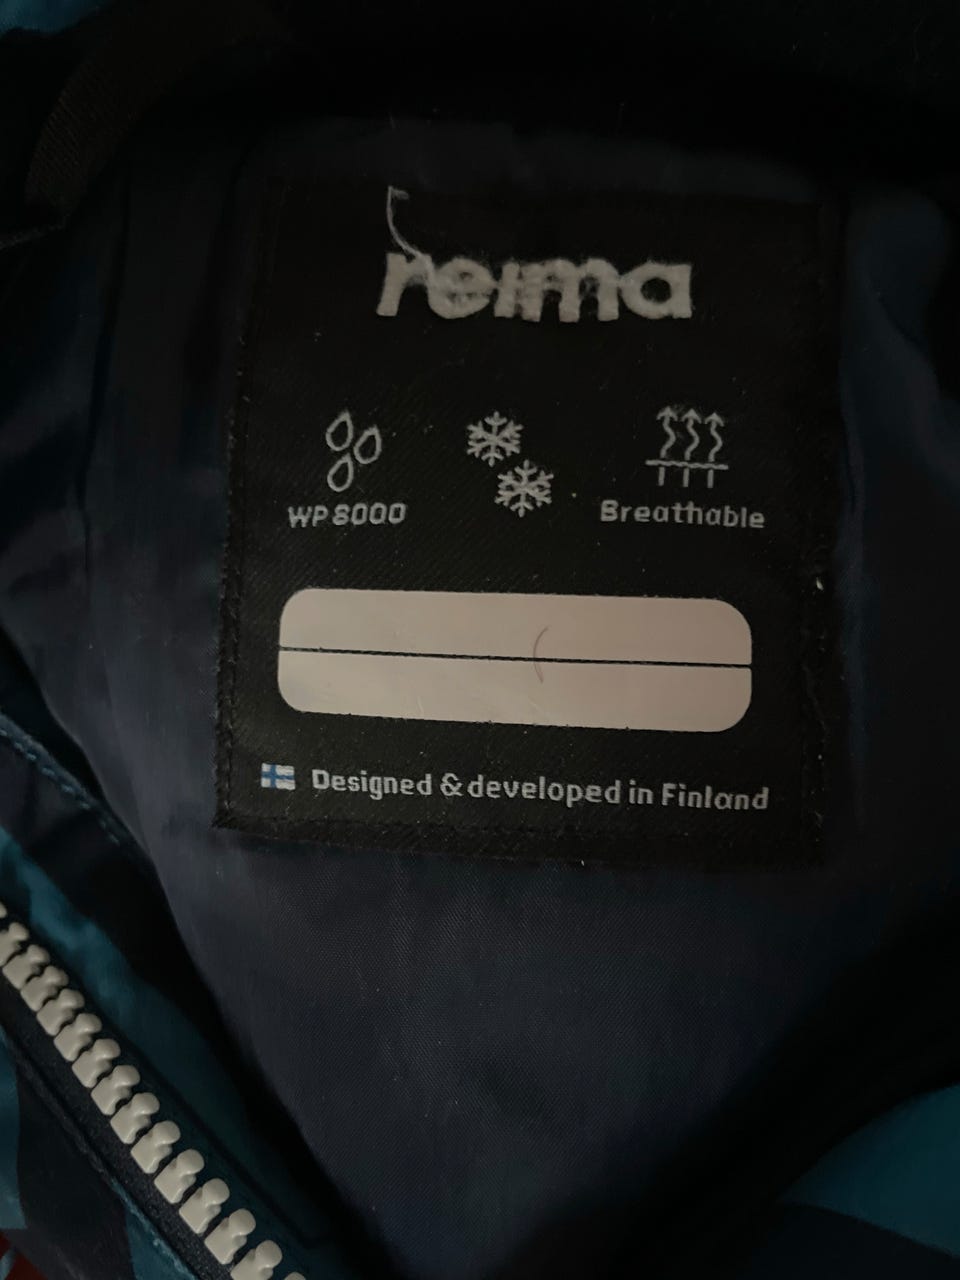 reima
WP 8000
Breathable
Designed & developed in Finland